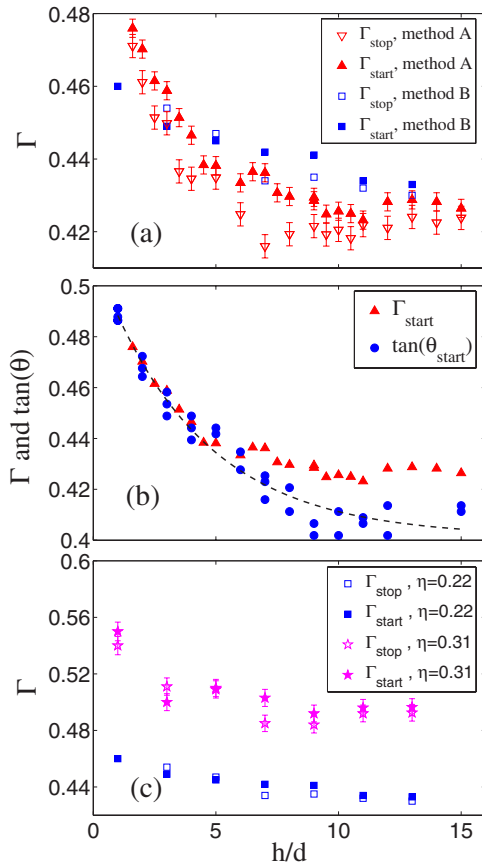 0.48
0.46
0.44
0.42
Γ
Γstop, method A
Γstart, method A
Γstop, method B
Γstart, method B
(a)
0.5
0.48
0.46
0.44
0.42
0.4
Γ and tan(θ)
Γstart
tan(θstart)
(b)
0.6
0.56
0.52
0.48
0.44
Γ
Γstop , η=0.22
Γstart , η=0.22
Γstop , η=0.31
Γstart , η=0.31
(c)
0 5 10 15
h/d